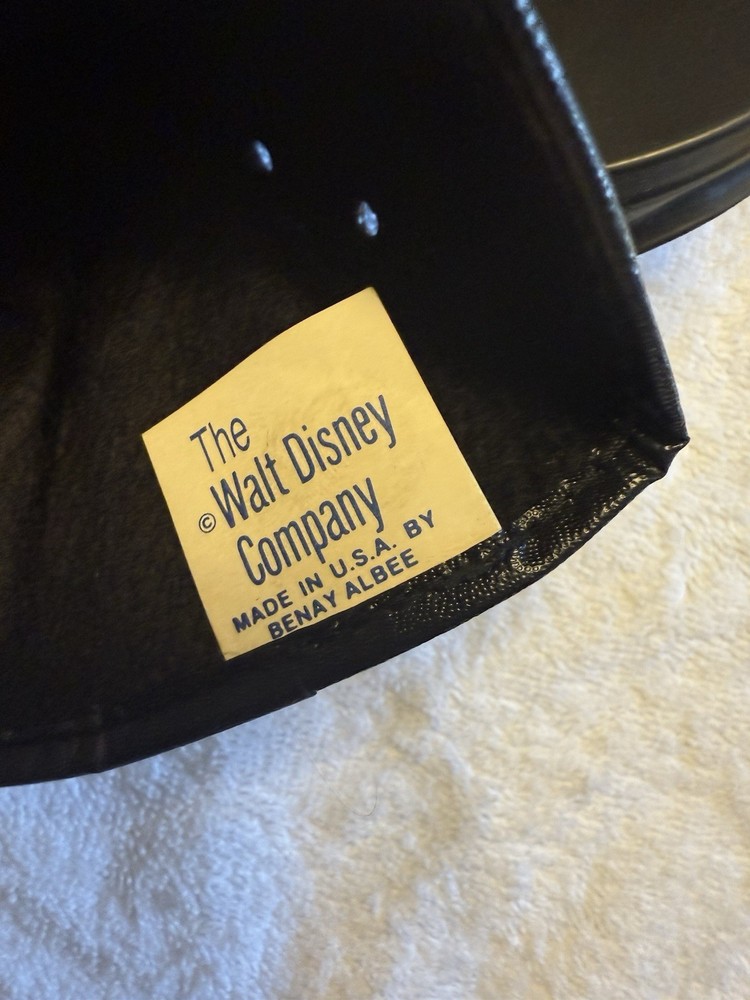 The
©Walt Disney
Company
MADE IN U.S.A. BY
BENAY ALBEE